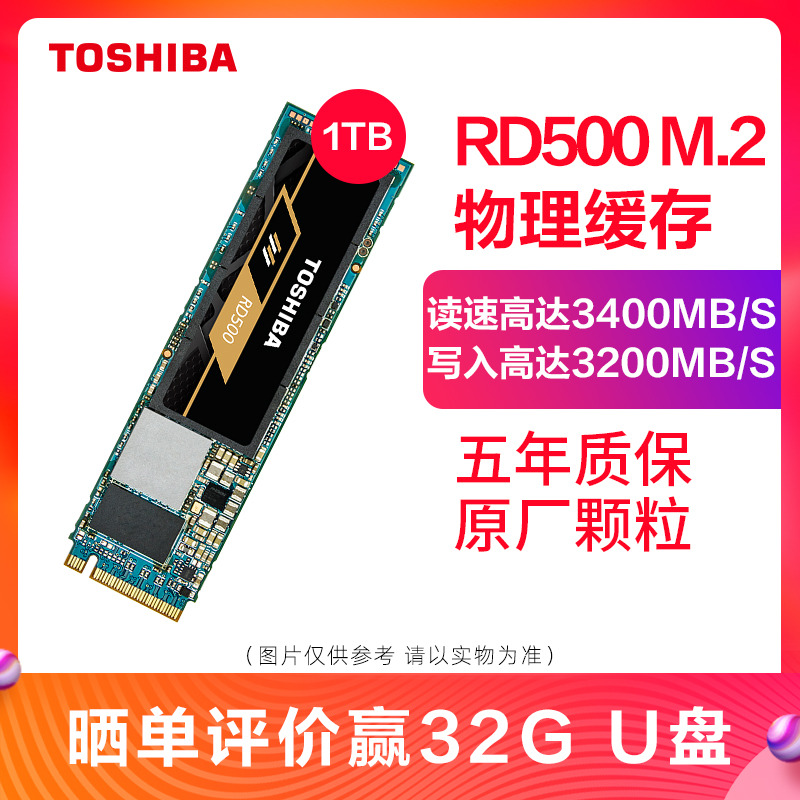 TOSHIBA
1TB
RD500 M.2
物理缓存
读速高达3400MB/S
写入高达3200MB/S
TOSHIBA
RD500
五年质保
原厂颗粒
（图片仅供参考 请以实物为准）
晒单评价赢32G U盘